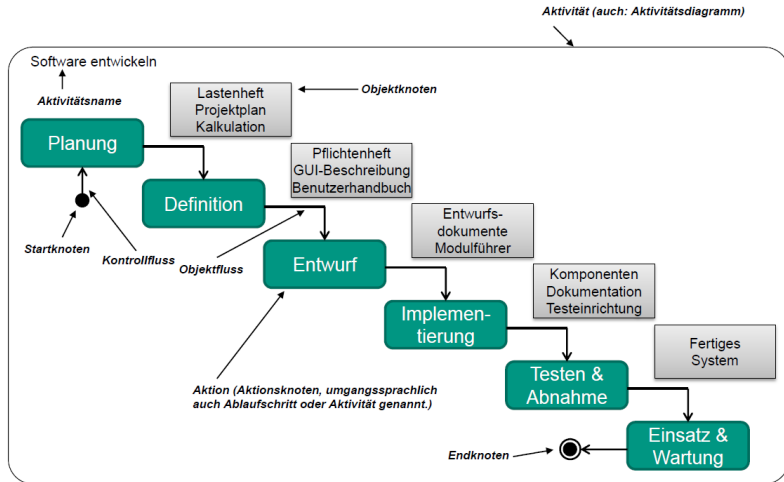 Aktivität (auch: Aktivitätsdiagramm)
Software entwickeln
Aktivitätsname
Lastenheft
Projektplan
Kalkulation
Objektknoten
Planung
Pflichtenheft
GUI-Beschreibung
Benutzerhandbuch
Definition
Startknoten
Kontrollfluss
Objektfluss
Entwurfs-
dokumente
Modulführer
Entwurf
Komponenten
Dokumentation
Testeinrichtung
Implemen-
tierung
Fertiges
System
Aktion (Aktionsknoten, umgangssprachlich
auch Ablaufschritt oder Aktivität genannt.)
Testen &
Abnahme
Einsatz &
Wartung
Endknoten